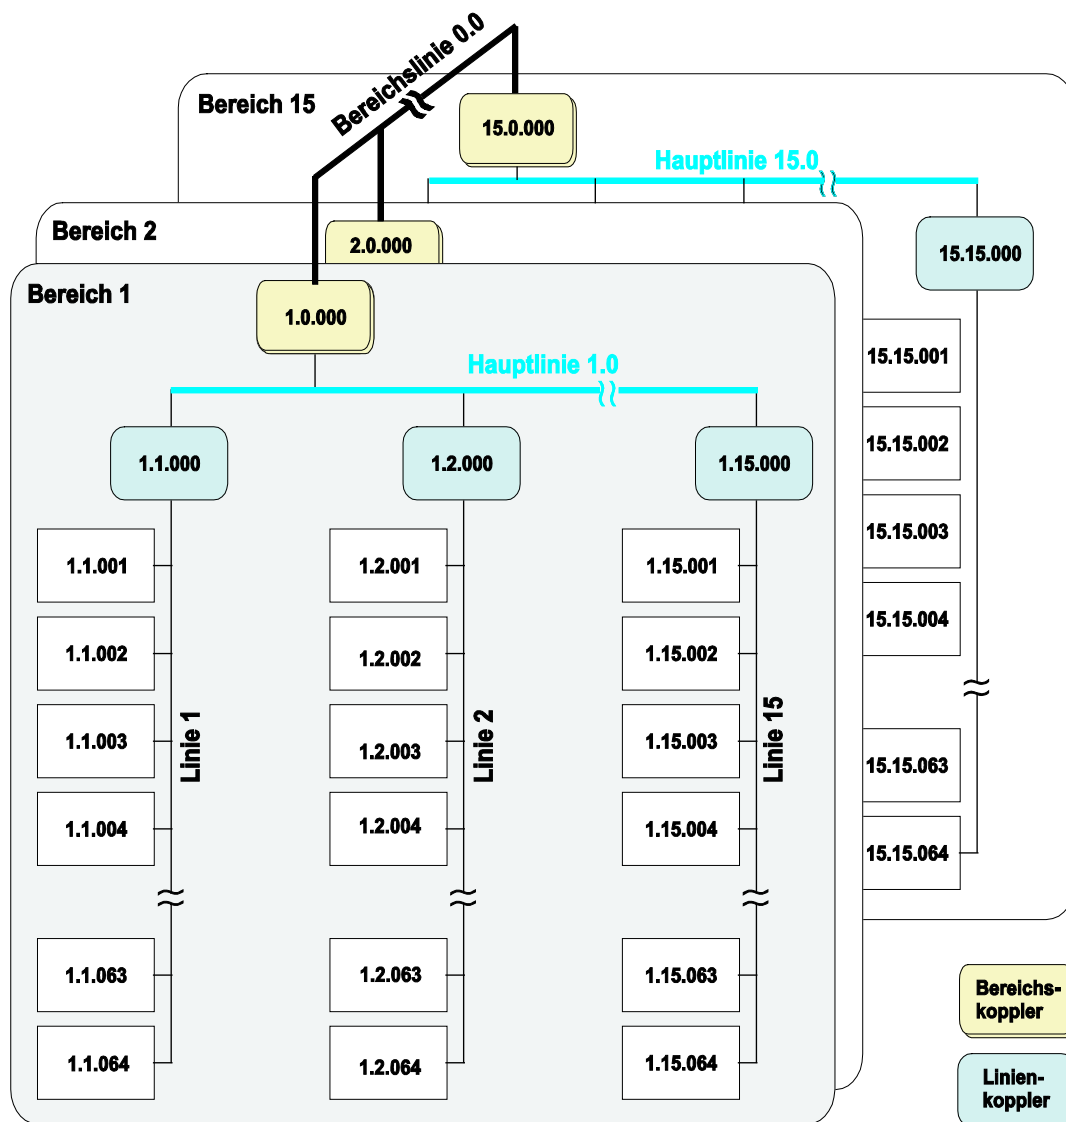 Bereichslinie 0.0
Bereich 15
15.0.000
Hauptlinie 15.0
Bereich 2
2.0.000
15.15.000
Bereich 1
1.0.000
Hauptlinie 1.0
15.15.001
15.15.002
15.15.003
15.15.004
15.15.063
15.15.064
1.1.000
1.2.000
1.15.000
1.1.001
1.1.002
1.1.003
1.1.004
1.1.063
1.1.064
Linie 1
1.2.001
1.2.002
1.2.003
1.2.004
1.2.063
1.2.064
Linie 2
1.15.001
1.15.002
1.15.003
1.15.004
1.15.063
1.15.064
Linie 15
Bereichs-
koppler
Linien-
koppler